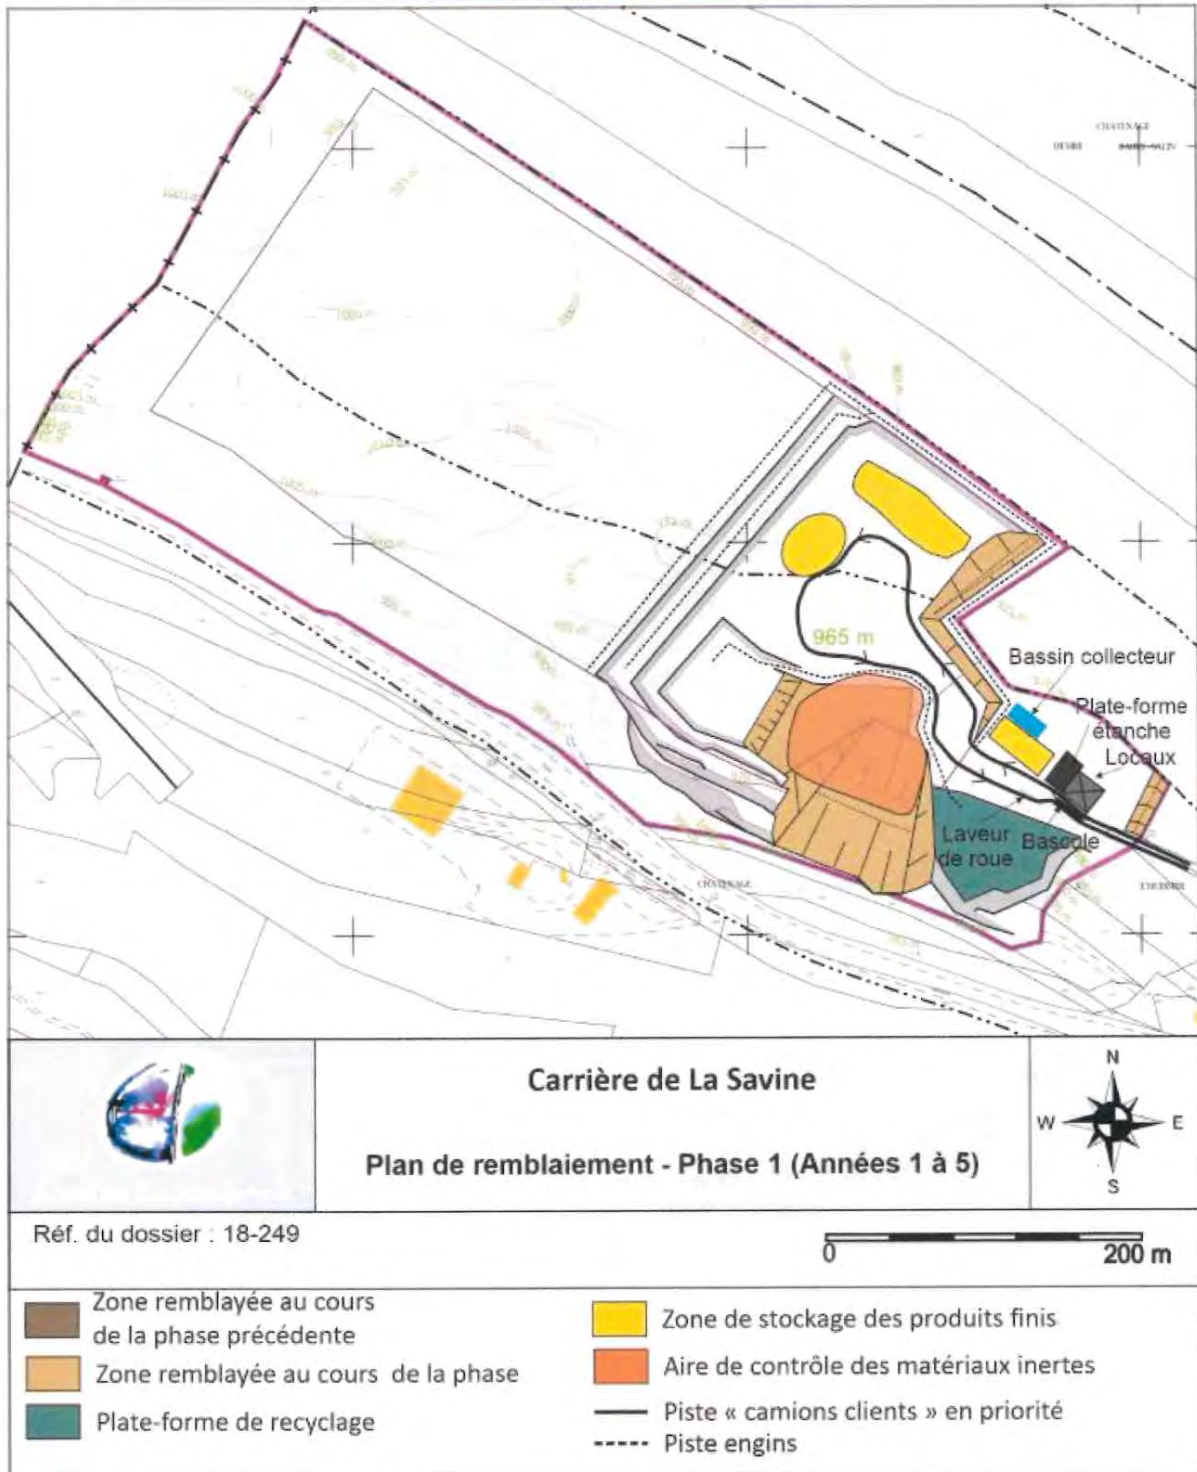 CHATENAGE
965 m
Bassin collecteur
Plate-forme
étanche
Locaux
Laveur
de roue
Bascule
CHATENAGE
Carrière de La Savine
Plan de remblaiement - Phase 1 (Années 1 à 5)
N
W
E
S
Réf. du dossier : 18-249
0
200 m
Zone remblayée au cours
de la phase précédente
Zone remblayée au cours de la phase
Plate-forme de recyclage
Zone de stockage des produits finis
Aire de contrôle des matériaux inertes
Piste « camions clients » en priorité
Piste engins